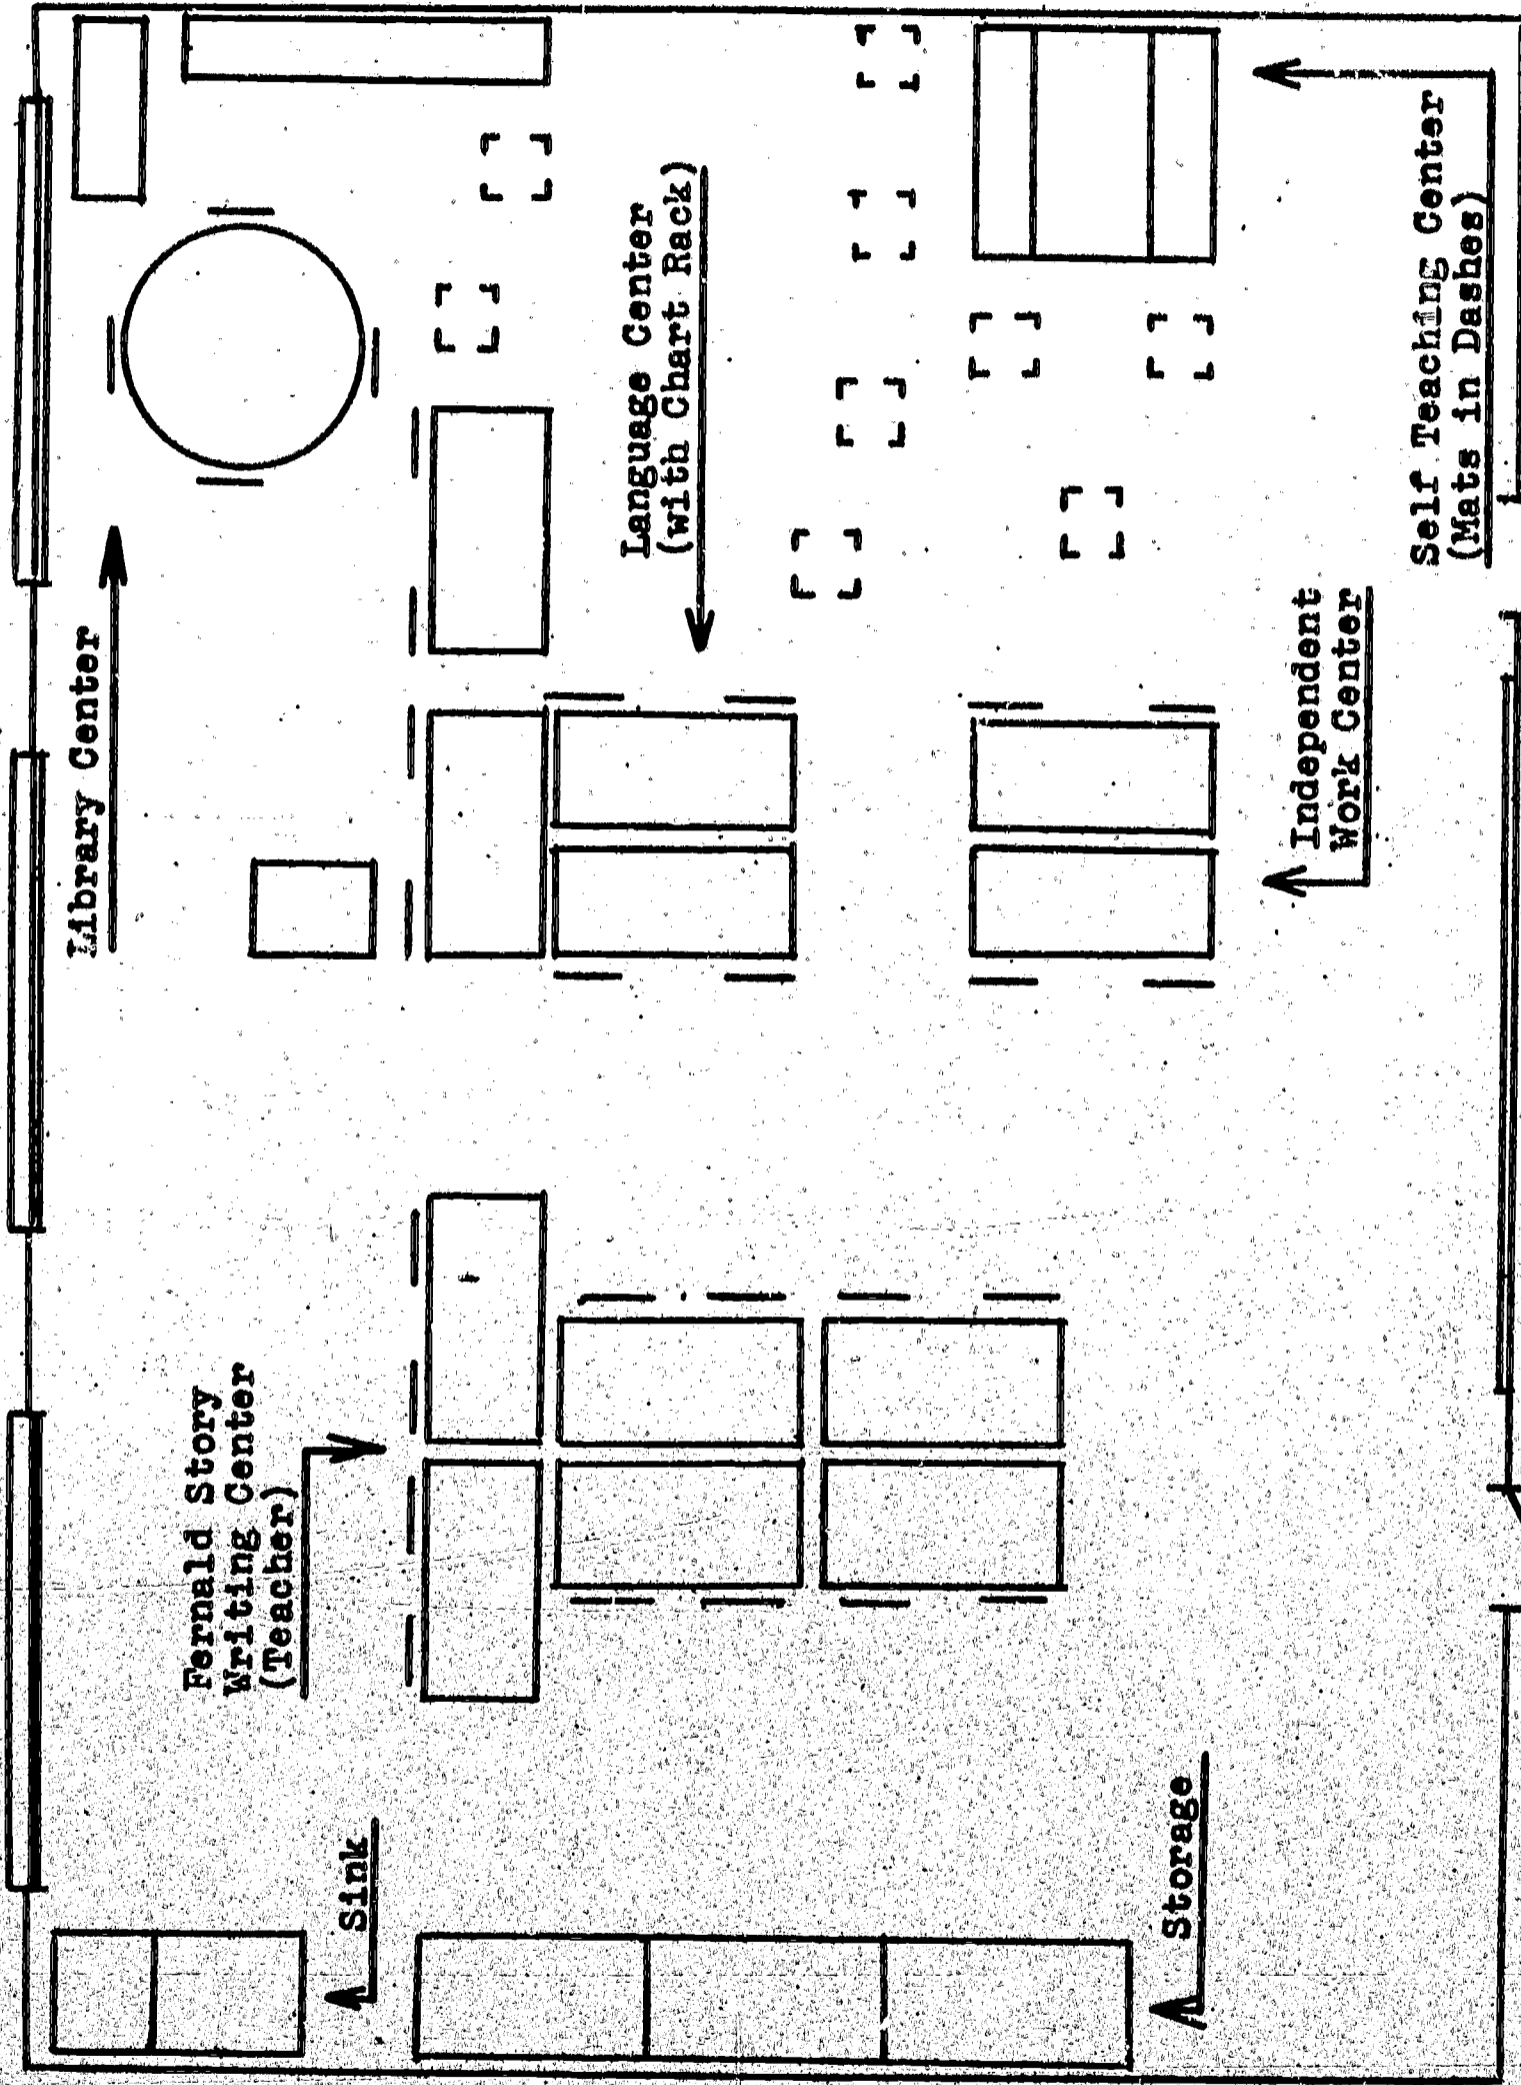 Library Center
Language Center
(with Chart Rack)
Self Teaching Center
(Mats in Dashes)
Independent
Work Center
Fernald Story
Writing Center
(Teacher)
Sink
Storage